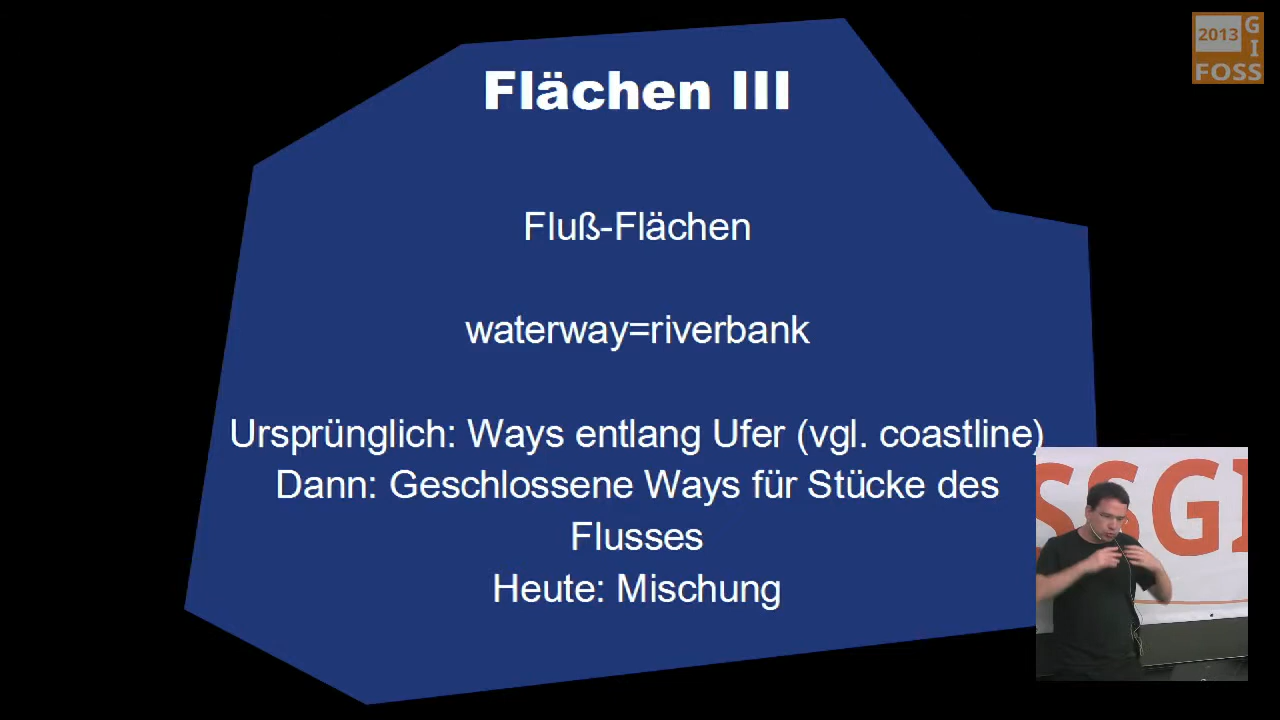 Flächen III
2013
G
I
FOSS
Fluß-Flächen
waterway=riverbank
Ursprünglich: Ways entlang Ufer (vgl. coastline)
Dann: Geschlossene Ways für Stücke des
Flusses
Heute: Mischung
SSGI